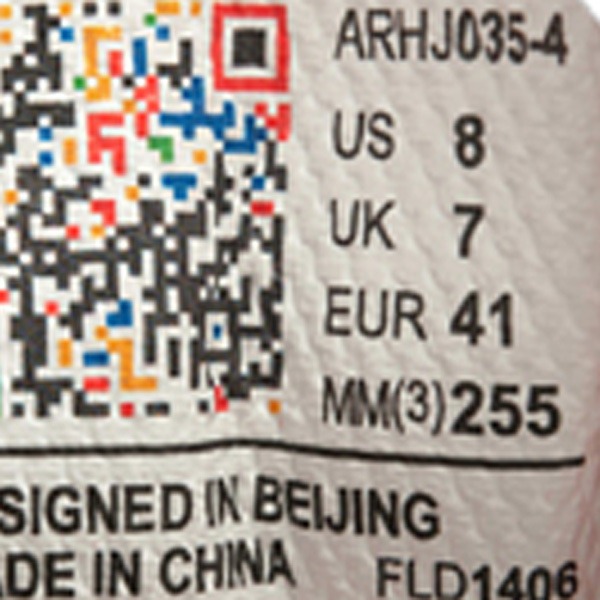 ARHJ035-4
US 8
UK 7
EUR 41
MM(3) 255
SIGNED IN BEIJING
ADE IN CHINA FLD1406